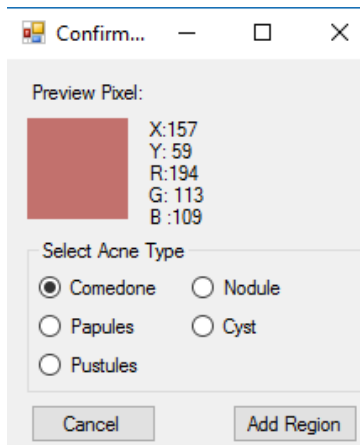 Confirm...
Preview Pixel:
X:157
Y: 59
R:194
G: 113
B :109
Select Acne Type
Comedone
Nodule
Papules
Cyst
Pustules
Cancel
Add Region